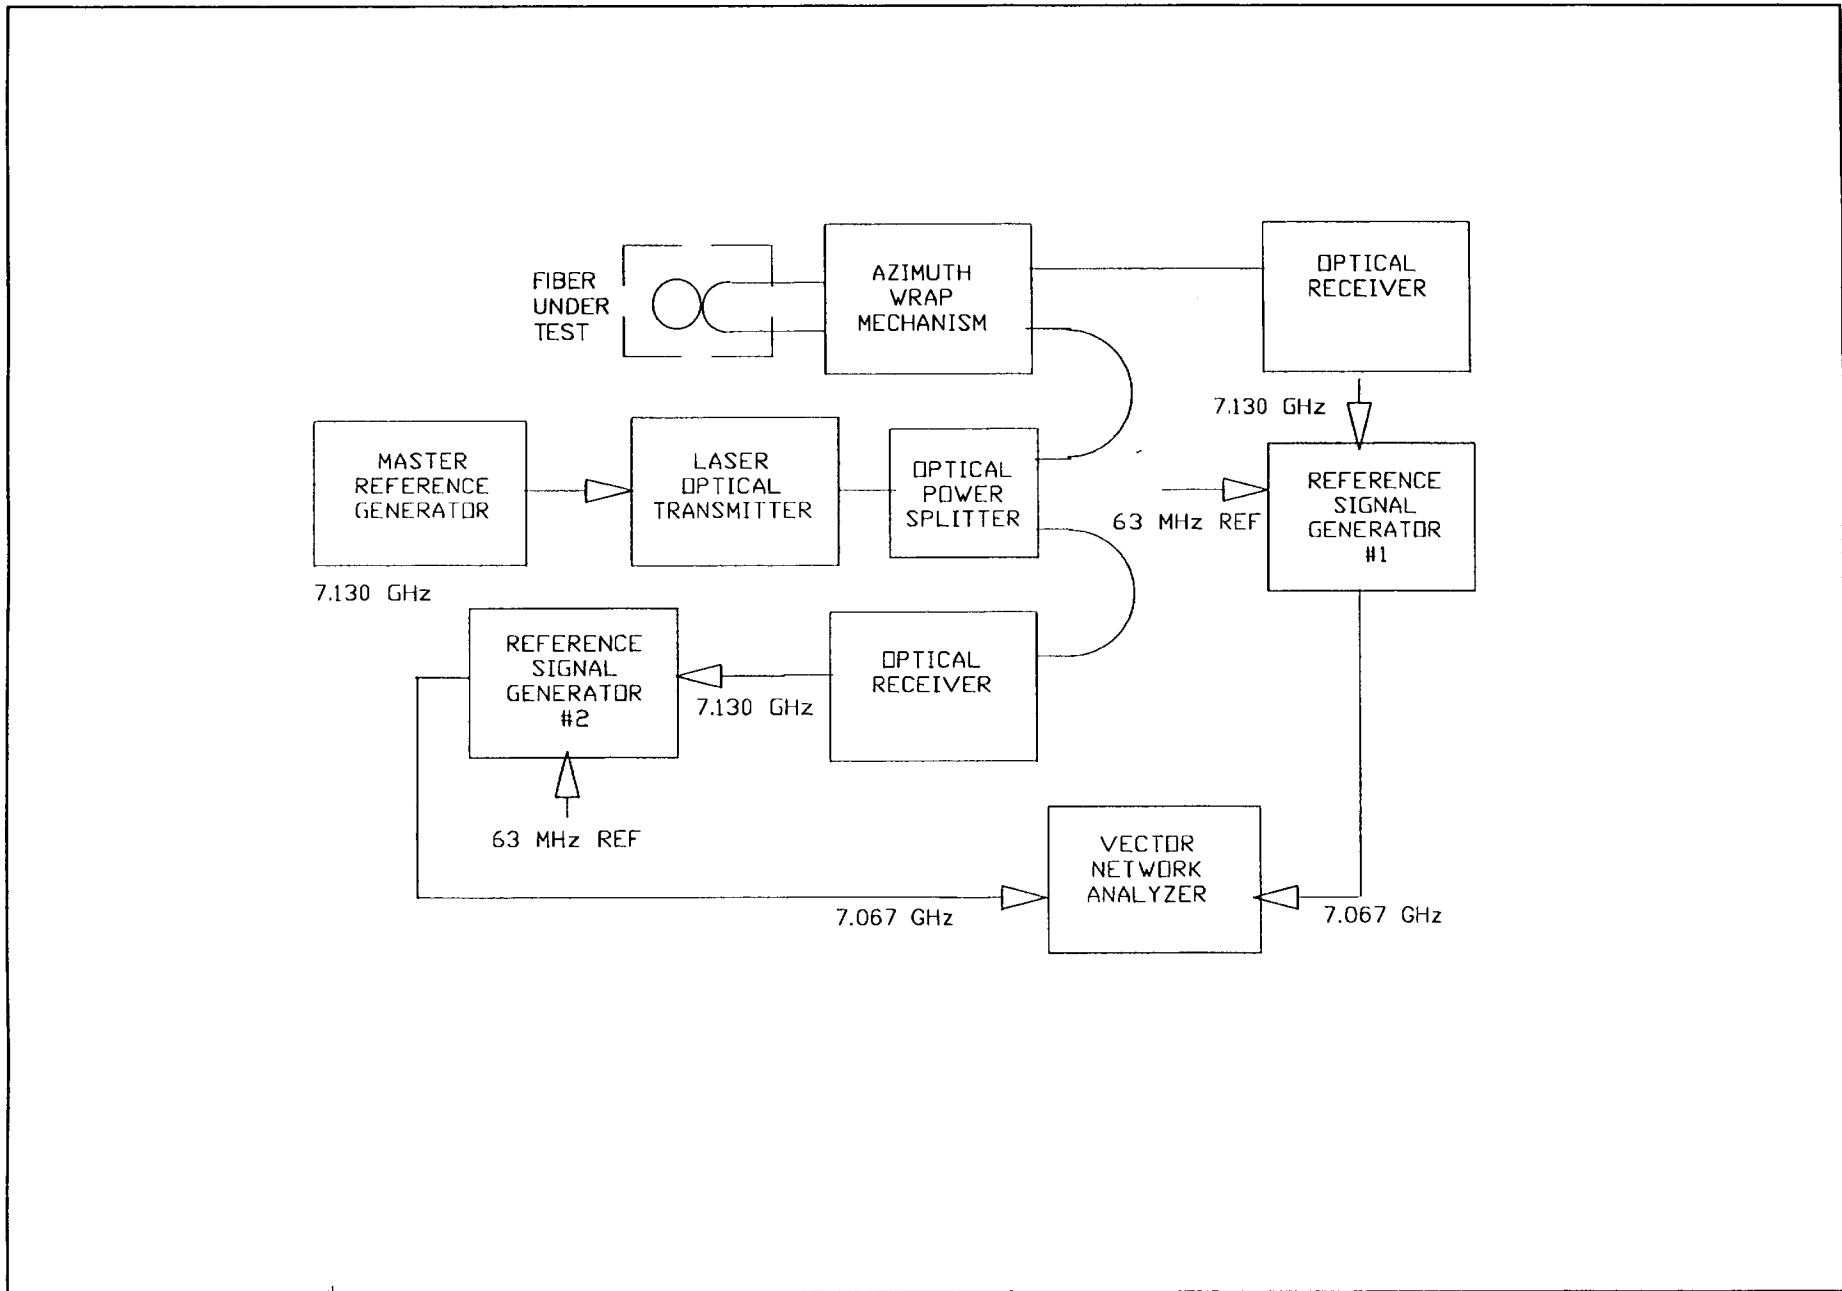 FIBER
UNDER
TEST
AZIMUTH
WRAP
MECHANISM
OPTICAL
RECEIVER
7.130 GHz
MASTER
REFERENCE
GENERATOR
7.130 GHz
LASER
OPTICAL
TRANSMITTER
OPTICAL
POWER
SPLITTER
63 MHz REF
REFERENCE
SIGNAL
GENERATOR
#1
REFERENCE
SIGNAL
GENERATOR
#2
7.130 GHz
OPTICAL
RECEIVER
63 MHz REF
VECTOR
NETWORK
ANALYZER
7.067 GHz
7.067 GHz